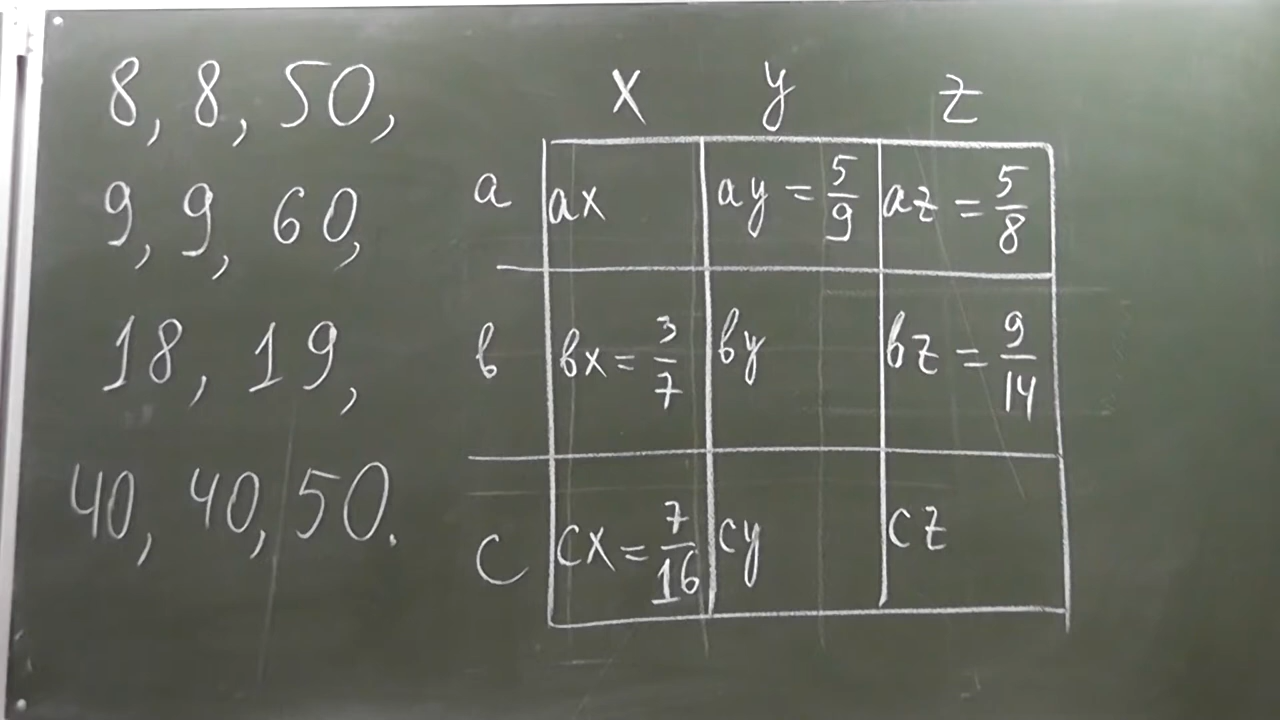 8, 8, 50,
9, 9, 60,
18, 19,
40, 40, 50.
x y z
a ax ay = 5/9 az = 5/8
в вx = 3/7 вy вz = 9/14
c cx = 7/16 cy cz